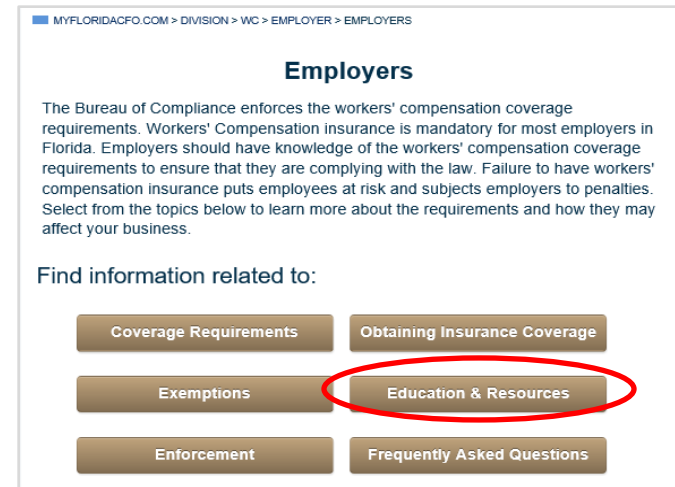 MYFLORIDACFO.COM > DIVISION > WC > EMPLOYER > EMPLOYERS
Employers
The Bureau of Compliance enforces the workers' compensation coverage
requirements. Workers' Compensation insurance is mandatory for most employers in
Florida. Employers should have knowledge of the workers' compensation coverage
requirements to ensure that they are complying with the law. Failure to have workers'
compensation insurance puts employees at risk and subjects employers to penalties.
Select from the topics below to learn more about the requirements and how they may
affect your business.
Find information related to:
Coverage Requirements
Obtaining Insurance Coverage
Exemptions
Education & Resources
Enforcement
Frequently Asked Questions